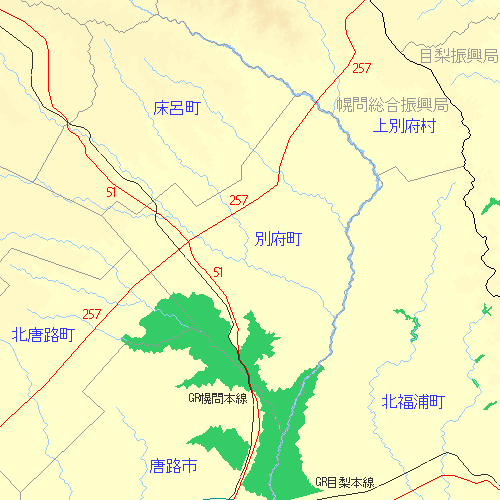 目梨振興局
257
幌問総合振興局
床呂町
上別府村
51
257
別府町
51
257
北唐路町
GR幌問本線
北福浦町
唐路市
GR目梨本線